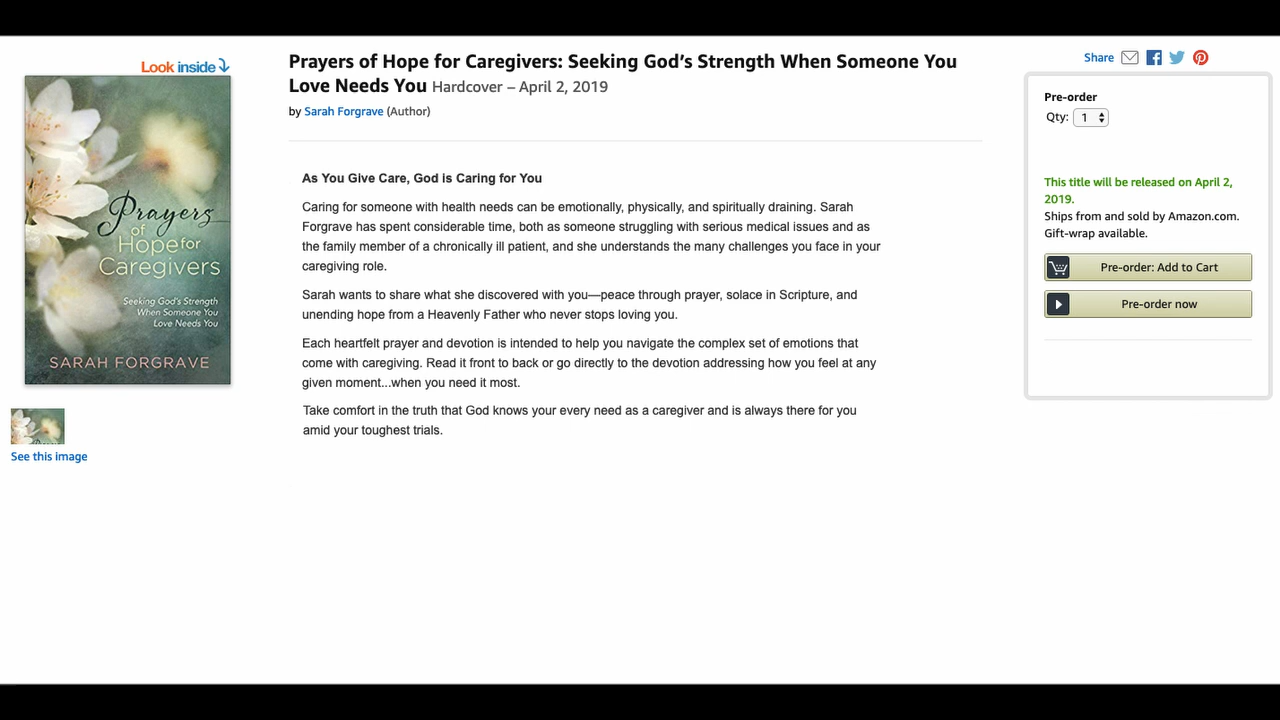 Look inside
Prayers
of
Hope for
Caregivers
Seeking God's Strength
When Someone You
Love Needs You
SARAH FORGRAVE
See this image
Prayers of Hope for Caregivers: Seeking God's Strength When Someone You
Love Needs You Hardcover – April 2, 2019
by Sarah Forgrave (Author)
As You Give Care, God is Caring for You
Caring for someone with health needs can be emotionally, physically, and spiritually draining. Sarah
Forgrave has spent considerable time, both as someone struggling with serious medical issues and as
the family member of a chronically ill patient, and she understands the many challenges you face in your
caregiving role.
Sarah wants to share what she discovered with you—peace through prayer, solace in Scripture, and
unending hope from a Heavenly Father who never stops loving you.
Each heartfelt prayer and devotion is intended to help you navigate the complex set of emotions that
come with caregiving. Read it front to back or go directly to the devotion addressing how you feel at any
given moment...when you need it most.
Take comfort in the truth that God knows your every need as a caregiver and is always there for you
amid your toughest trials.
Share
Pre-order
Qty: 1
This title will be released on April 2,
2019.
Ships from and sold by Amazon.com.
Gift-wrap available.
Pre-order: Add to Cart
Pre-order now